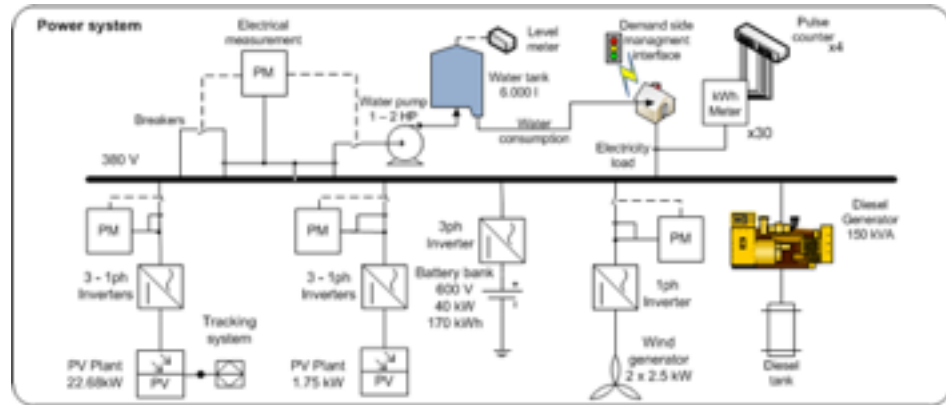 Power system
Electrical
measurement
PM
Breakers
380 V
Water pump
1 – 2 HP
Level
meter
Water tank
6.000 l
Water
consumption
Demand side
managment
interface
Electricity
load
Pulse
counter
x4
kWh
Meter
x30
PM
3 - 1ph
Inverters
PV Plant
22.68kW
PV
Tracking
system
PM
3 - 1ph
Inverters
PV Plant
1.75 kW
PV
3ph
Inverter
Battery bank
600 V
40 kW
170 kWh
PM
1ph
Inverter
Wind
generator
2 x 2.5 kW
Diesel
Generator
150 kVA
Diesel
tank